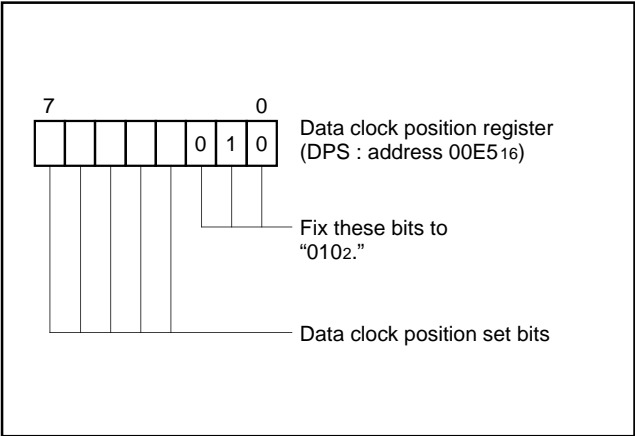 7 0
0 1 0
Data clock position register
(DPS : address 00E516)
Fix these bits to
“0102.”
Data clock position set bits